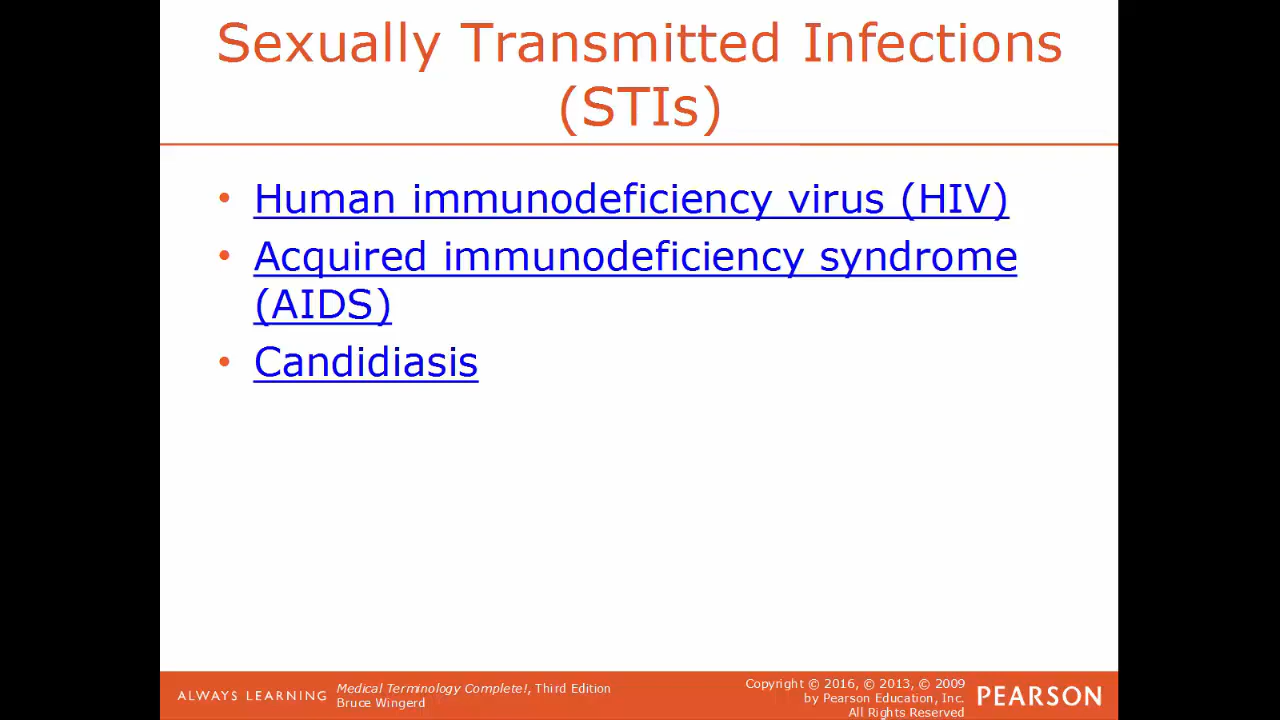 Sexually Transmitted Infections
(STIs)
• Human immunodeficiency virus (HIV)
• Acquired immunodeficiency syndrome
(AIDS)
• Candidiasis
ALWAYS LEARNING
Medical Terminology Complete!, Third Edition
Bruce Wingerd
Copyright © 2016, © 2013, © 2009
by Pearson Education, Inc.
All Rights Reserved
PEARSON